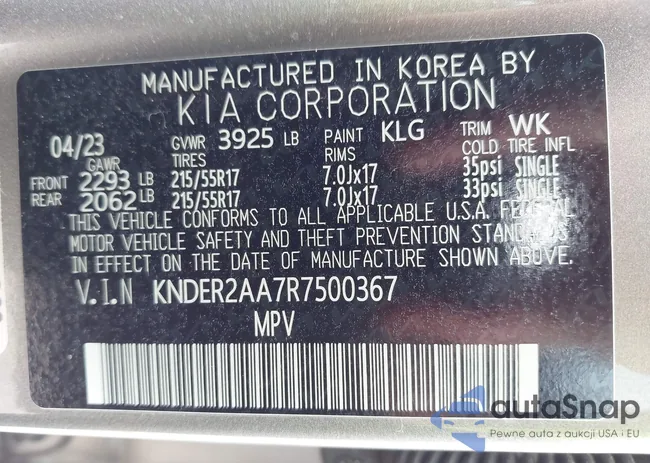 MANUFACTURED IN KOREA BY
KIA CORPORATION
04/23 GVWR 3925 LB PAINT KLG TRIM WK
GAWR TIRES RIMS COLD TIRE INFL
FRONT 2293 LB 215/55R17 7.0Jx17 35psi SINGLE
REAR 2062 LB 215/55R17 7.0Jx17 33psi SINGLE
THIS VEHICLE CONFORMS TO ALL APPLICABLE U.S.A. FEDERAL
MOTOR VEHICLE SAFETY AND THEFT PREVENTION STANDARDS
IN EFFECT ON THE DATE OF MANUFACTURE SHOWN ABOVE.
V.I.N KNDER2AA7R7500367
MPV
autaSnap
Pewne auta z aukcji USA i EU